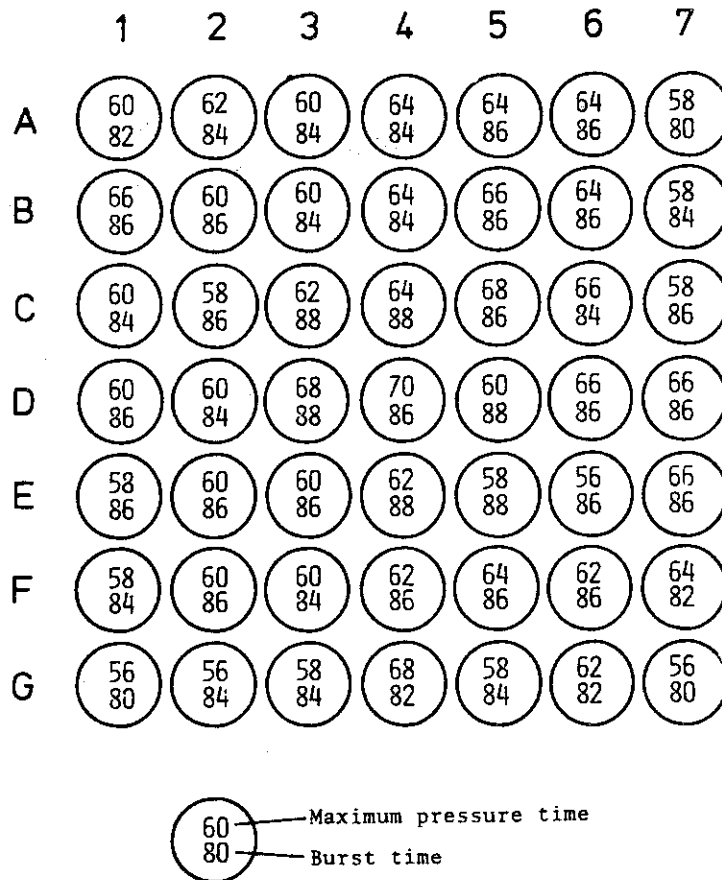 1 2 3 4 5 6 7
A 60 62 60 64 64 64 58
82 84 84 84 86 86 80
B 66 60 60 64 66 64 58
86 86 84 84 86 86 84
C 60 58 62 64 68 66 58
84 86 88 88 86 84 86
D 60 60 68 70 60 66 66
86 84 88 86 88 86 86
E 58 60 60 62 58 56 66
86 86 86 88 88 86 86
F 58 60 60 62 64 62 64
84 86 84 86 86 86 82
G 56 56 58 68 58 62 56
80 84 84 82 84 82 80
60 Maximum pressure time
80 Burst time